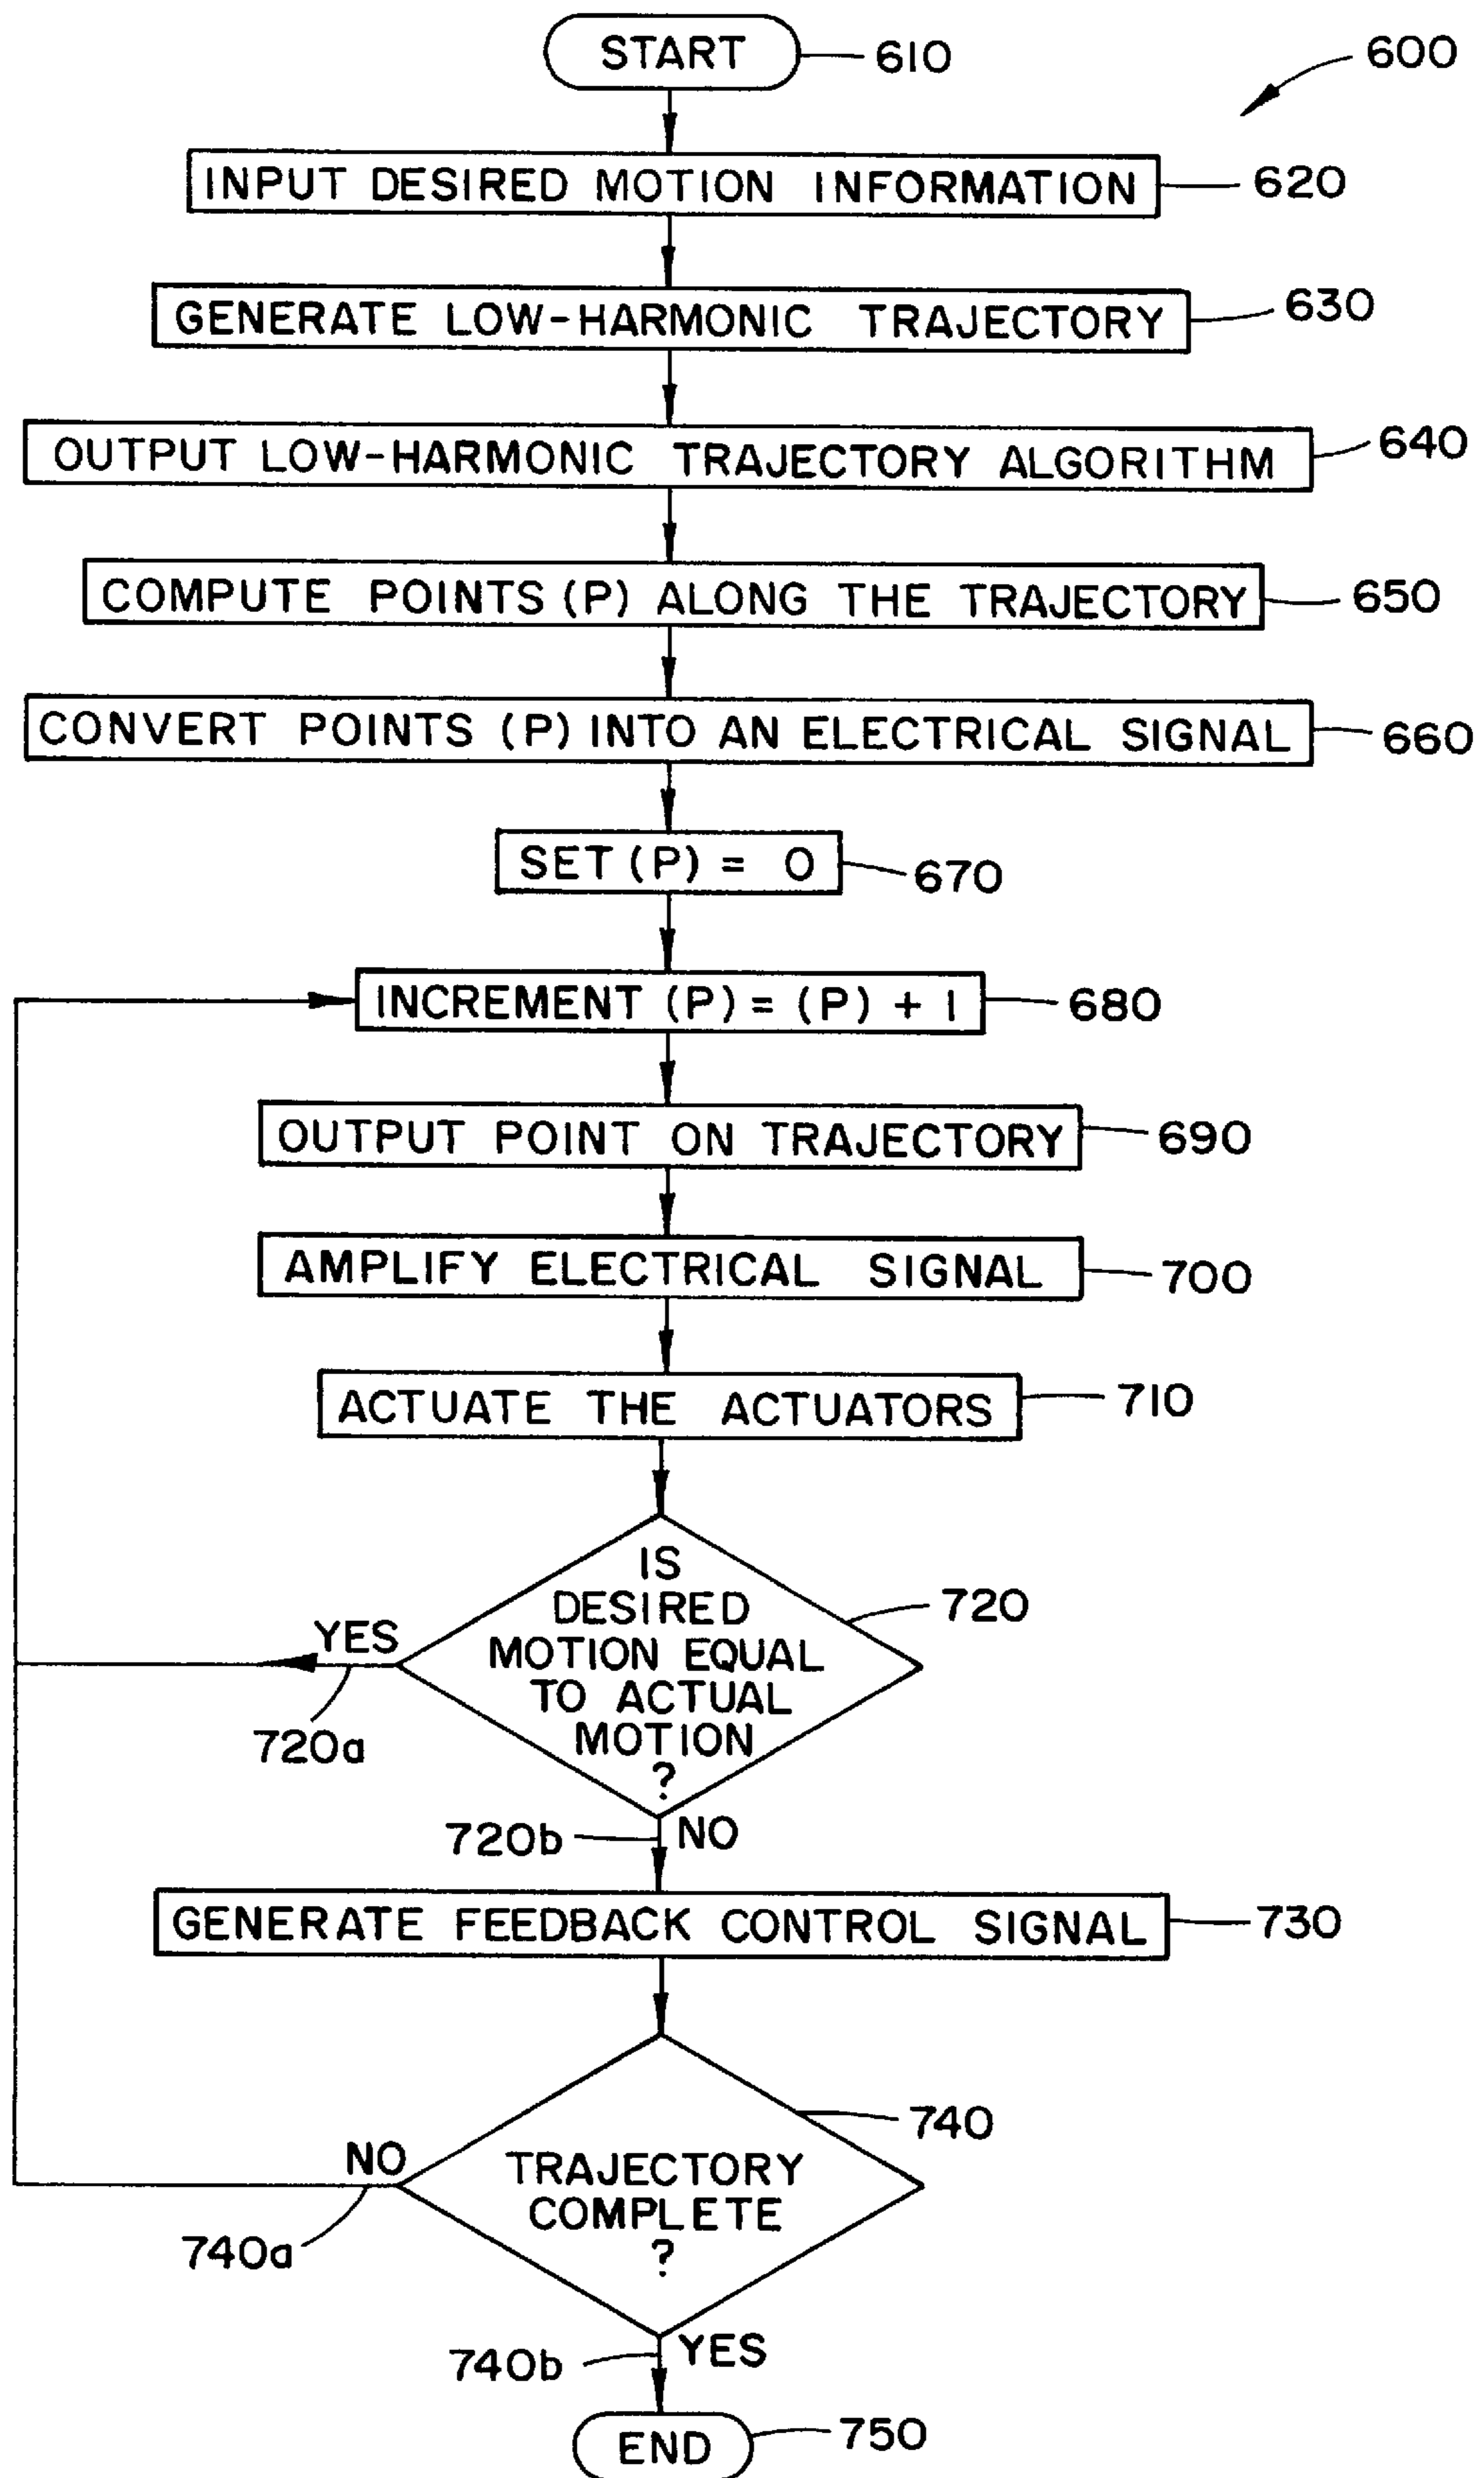 START
610
600
INPUT DESIRED MOTION INFORMATION
620
GENERATE LOW-HARMONIC TRAJECTORY
630
OUTPUT LOW-HARMONIC TRAJECTORY ALGORITHM
640
COMPUTE POINTS (P) ALONG THE TRAJECTORY
650
CONVERT POINTS (P) INTO AN ELECTRICAL SIGNAL
660
SET (P) = 0
670
INCREMENT (P) = (P) + 1
680
OUTPUT POINT ON TRAJECTORY
690
AMPLIFY ELECTRICAL SIGNAL
700
ACTUATE THE ACTUATORS
710
IS
DESIRED
MOTION EQUAL
TO ACTUAL
MOTION
?
720
YES
720a
720b
NO
GENERATE FEEDBACK CONTROL SIGNAL
730
TRAJECTORY
COMPLETE
?
740
NO
740a
740b
YES
END
750